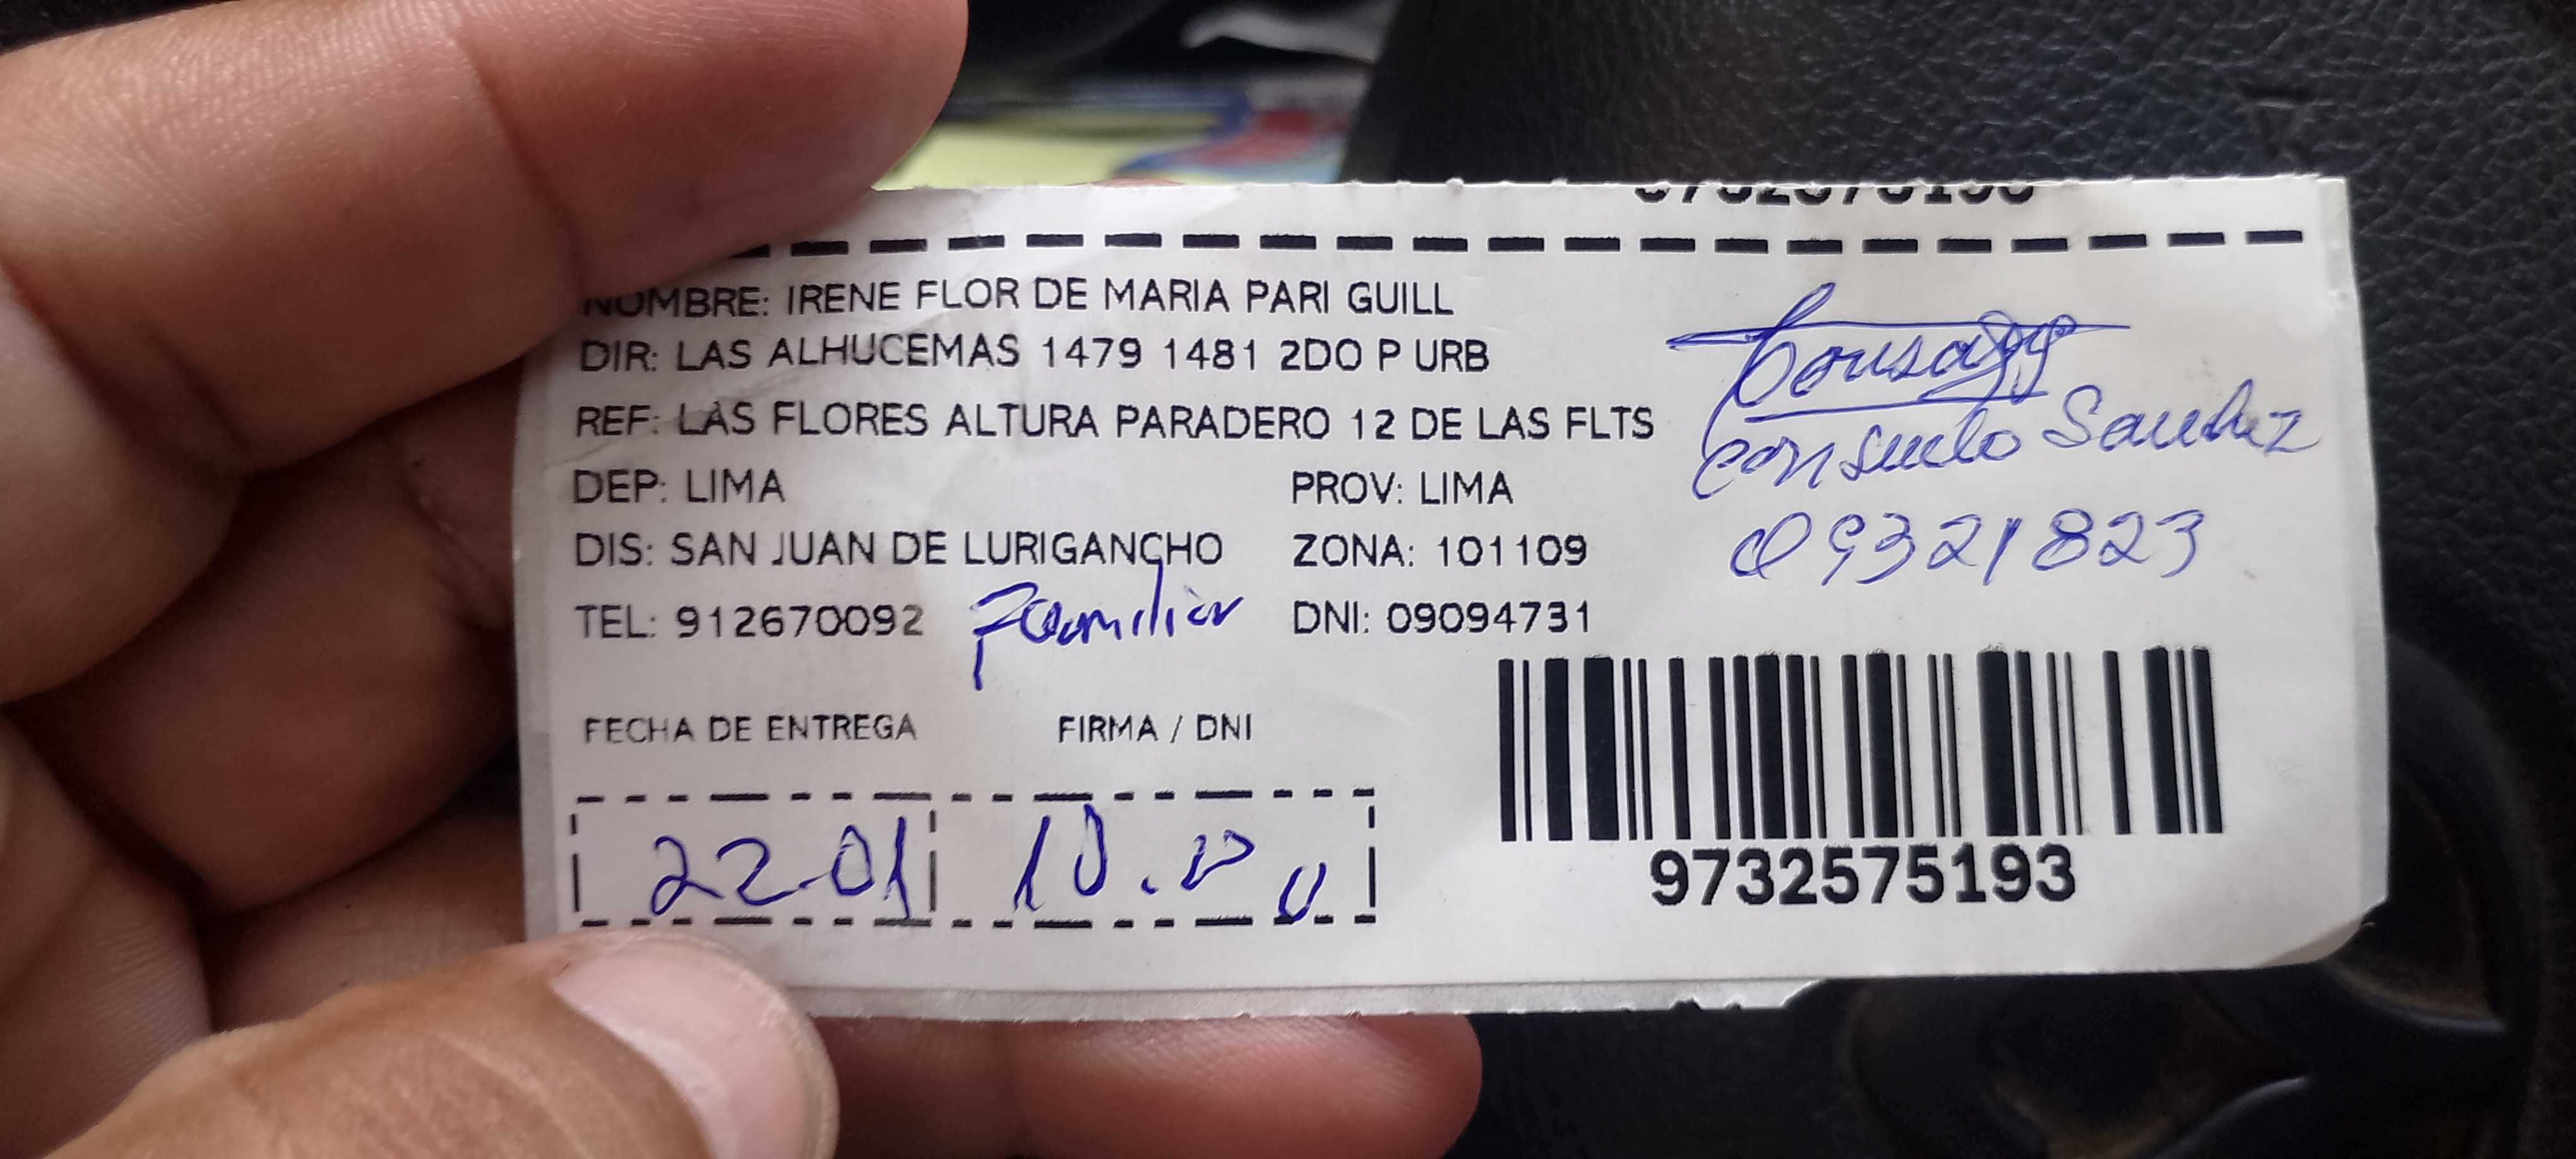 NOMBRE: IRENE FLOR DE MARIA PARI GUILL
DIR: LAS ALHUCEMAS 1479 1481 2DO P URB
REF: LAS FLORES ALTURA PARADERO 12 DE LAS FLTS
Consuelo Sanchez
DEP: LIMA PROV: LIMA
DIS: SAN JUAN DE LURIGANCHO ZONA: 101109
09321823
TEL: 912670092 Familiar DNI: 09094731
FECHA DE ENTREGA FIRMA / DNI
22-01 10.
9732575193